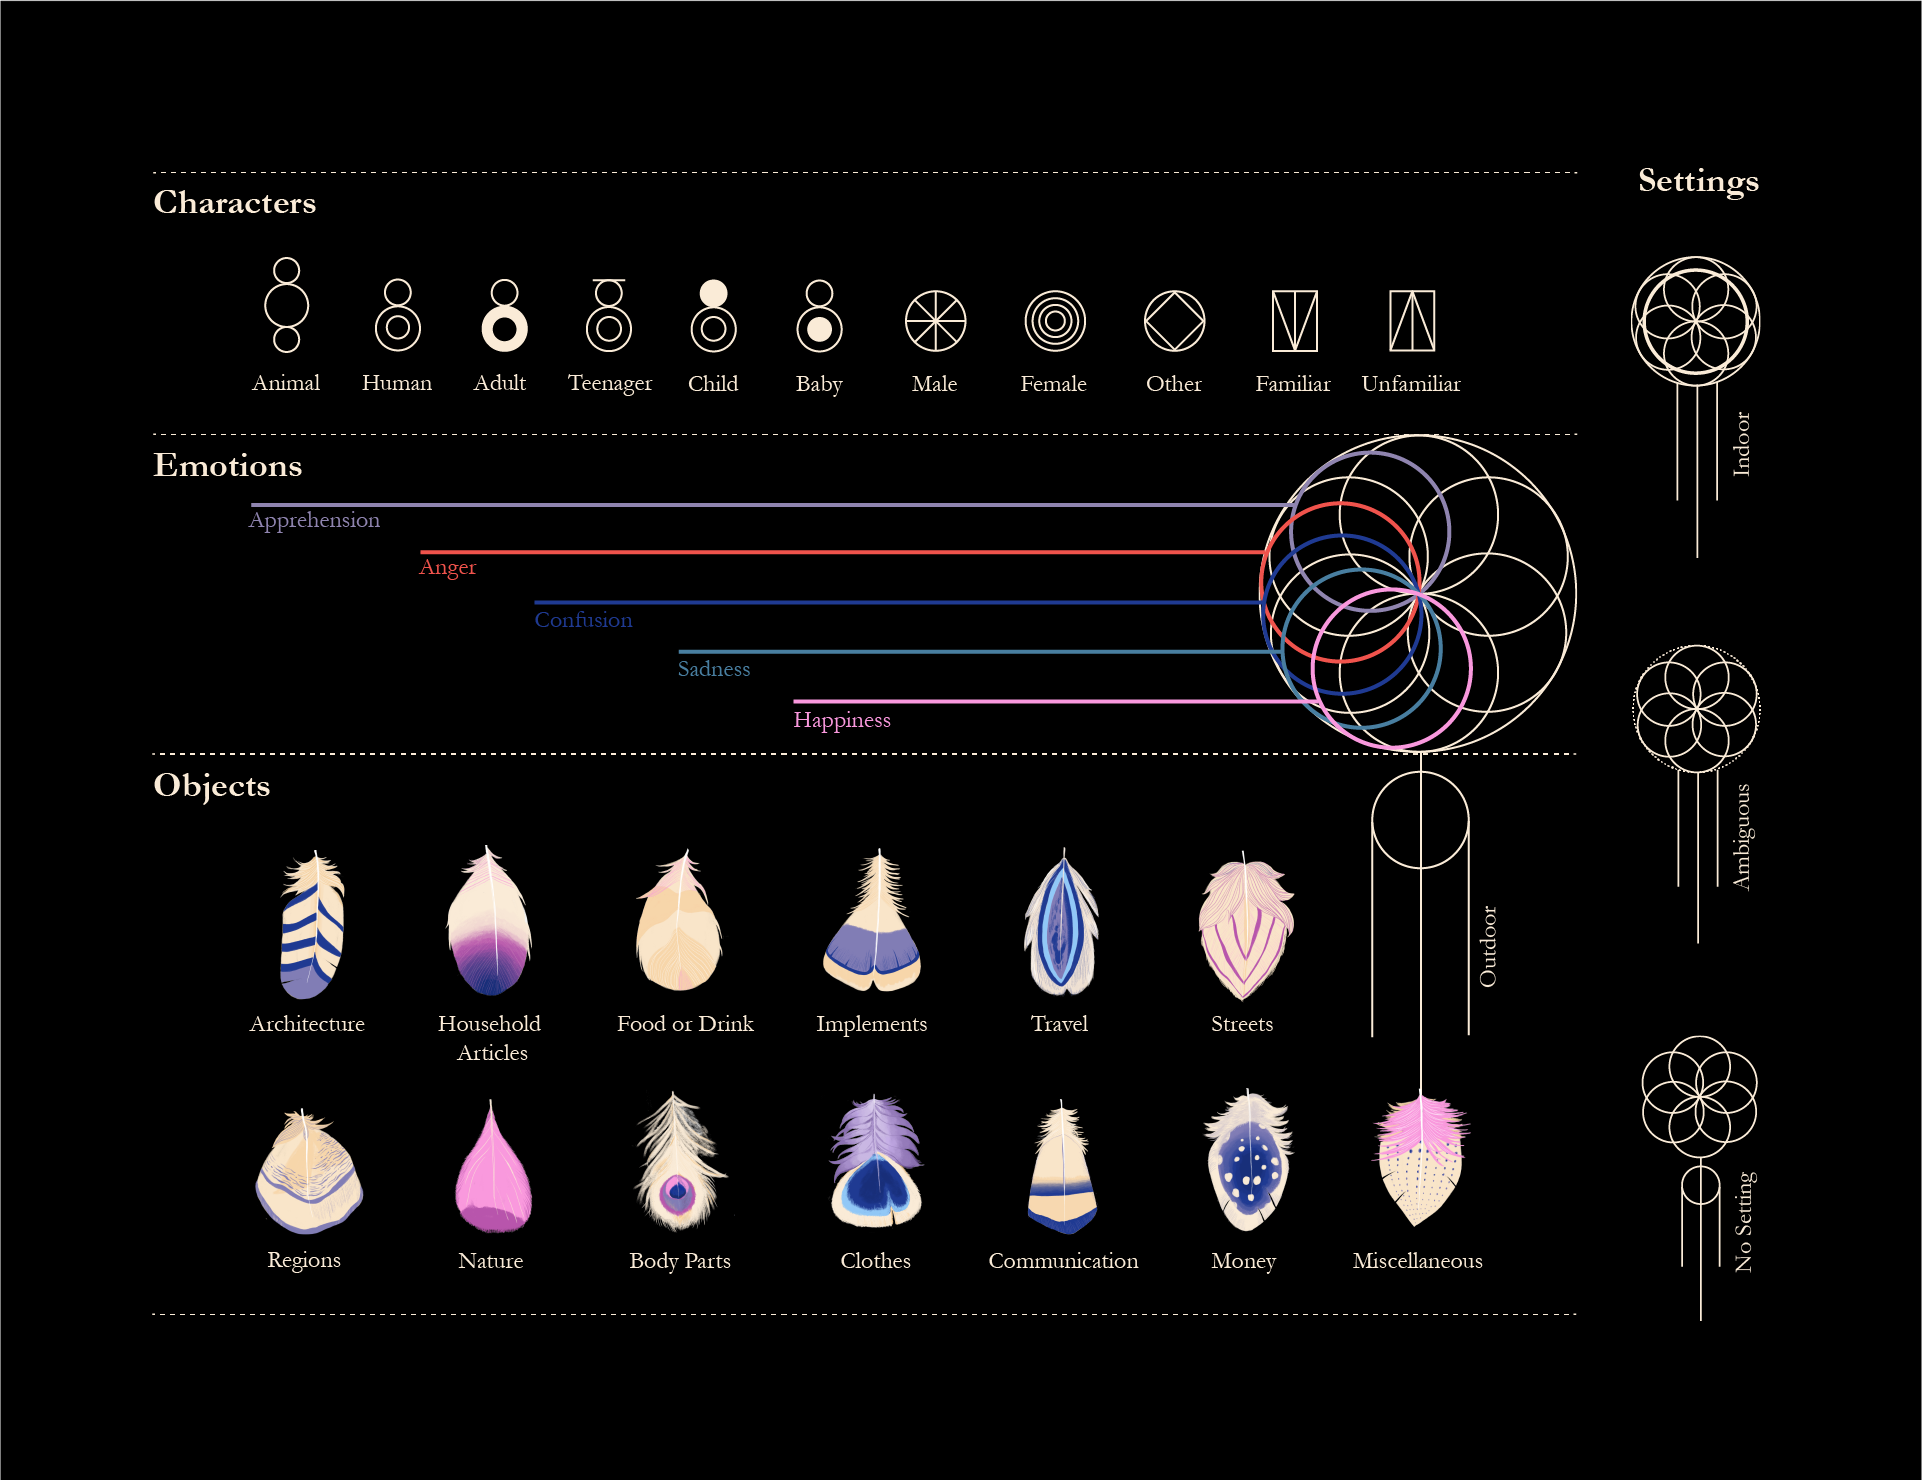 Characters
Animal
Human
Adult
Teenager
Child
Baby
Male
Female
Other
Familiar
Unfamiliar
Emotions
Apprehension
Anger
Confusion
Sadness
Happiness
Objects
Architecture
Household
Articles
Food or Drink
Implements
Travel
Streets
Outdoor
Regions
Nature
Body Parts
Clothes
Communication
Money
Miscellaneous
Settings
Indoor
Ambiguous
No Setting